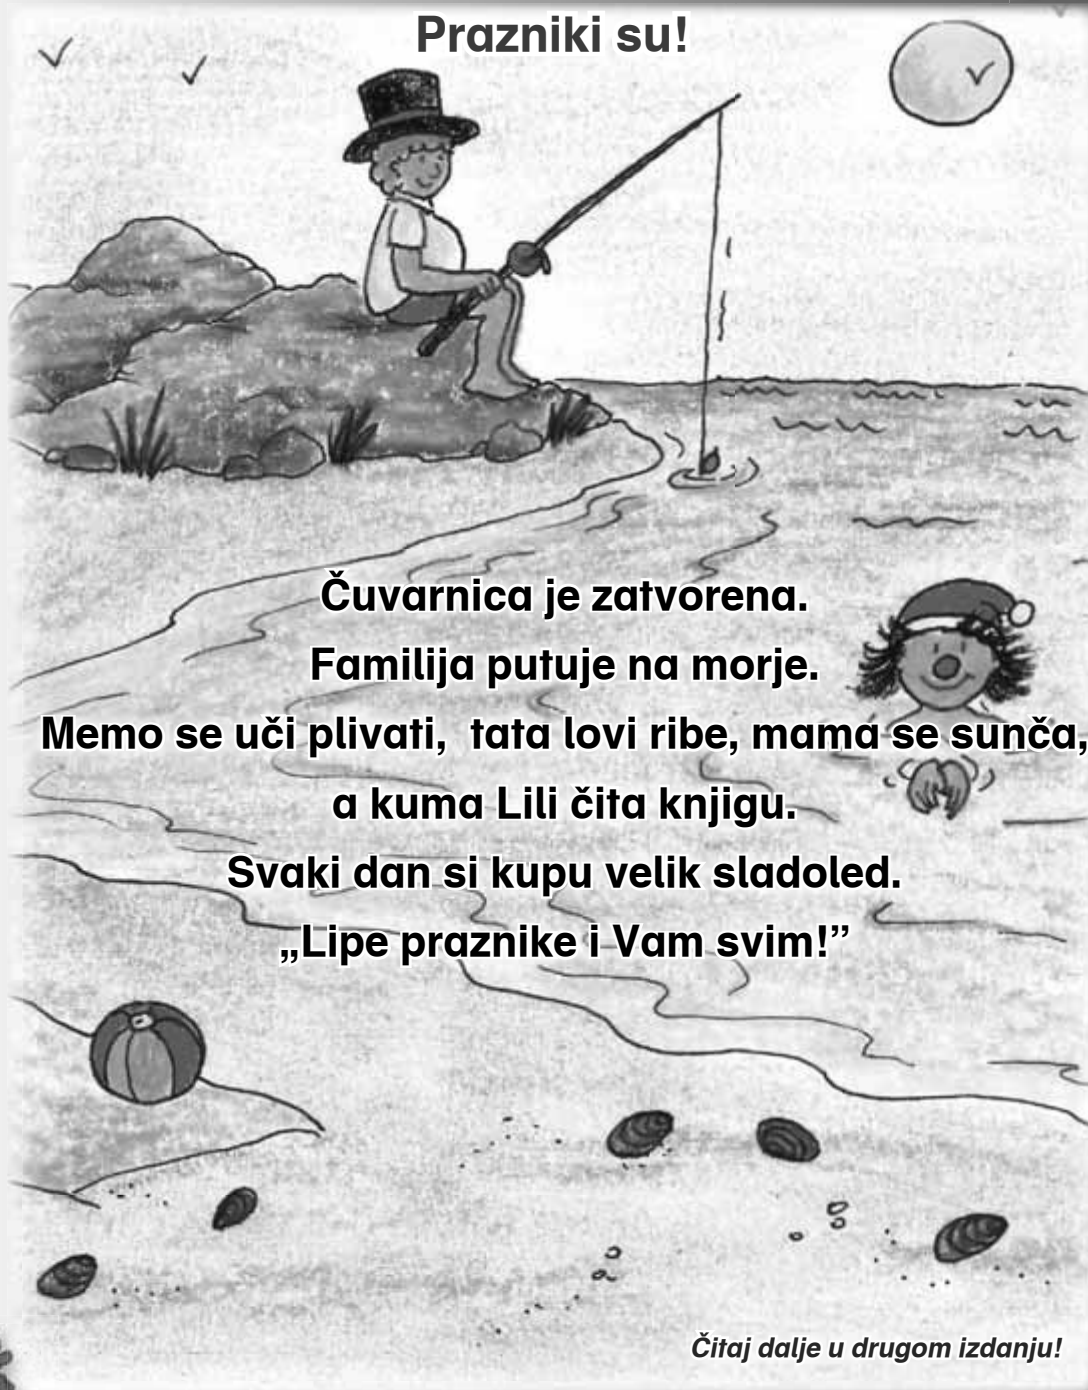 Prazniki su!
Čuvarnica je zatvorena.
Familija putuje na morje.
Memo se uči plivati,  tata lovi ribe, mama se sunča,
a kuma Lili čita knjigu.
Svaki dan si kupu velik sladoled.
„Lipe praznike i Vam svim!”
Čitaj dalje u drugom izdanju!